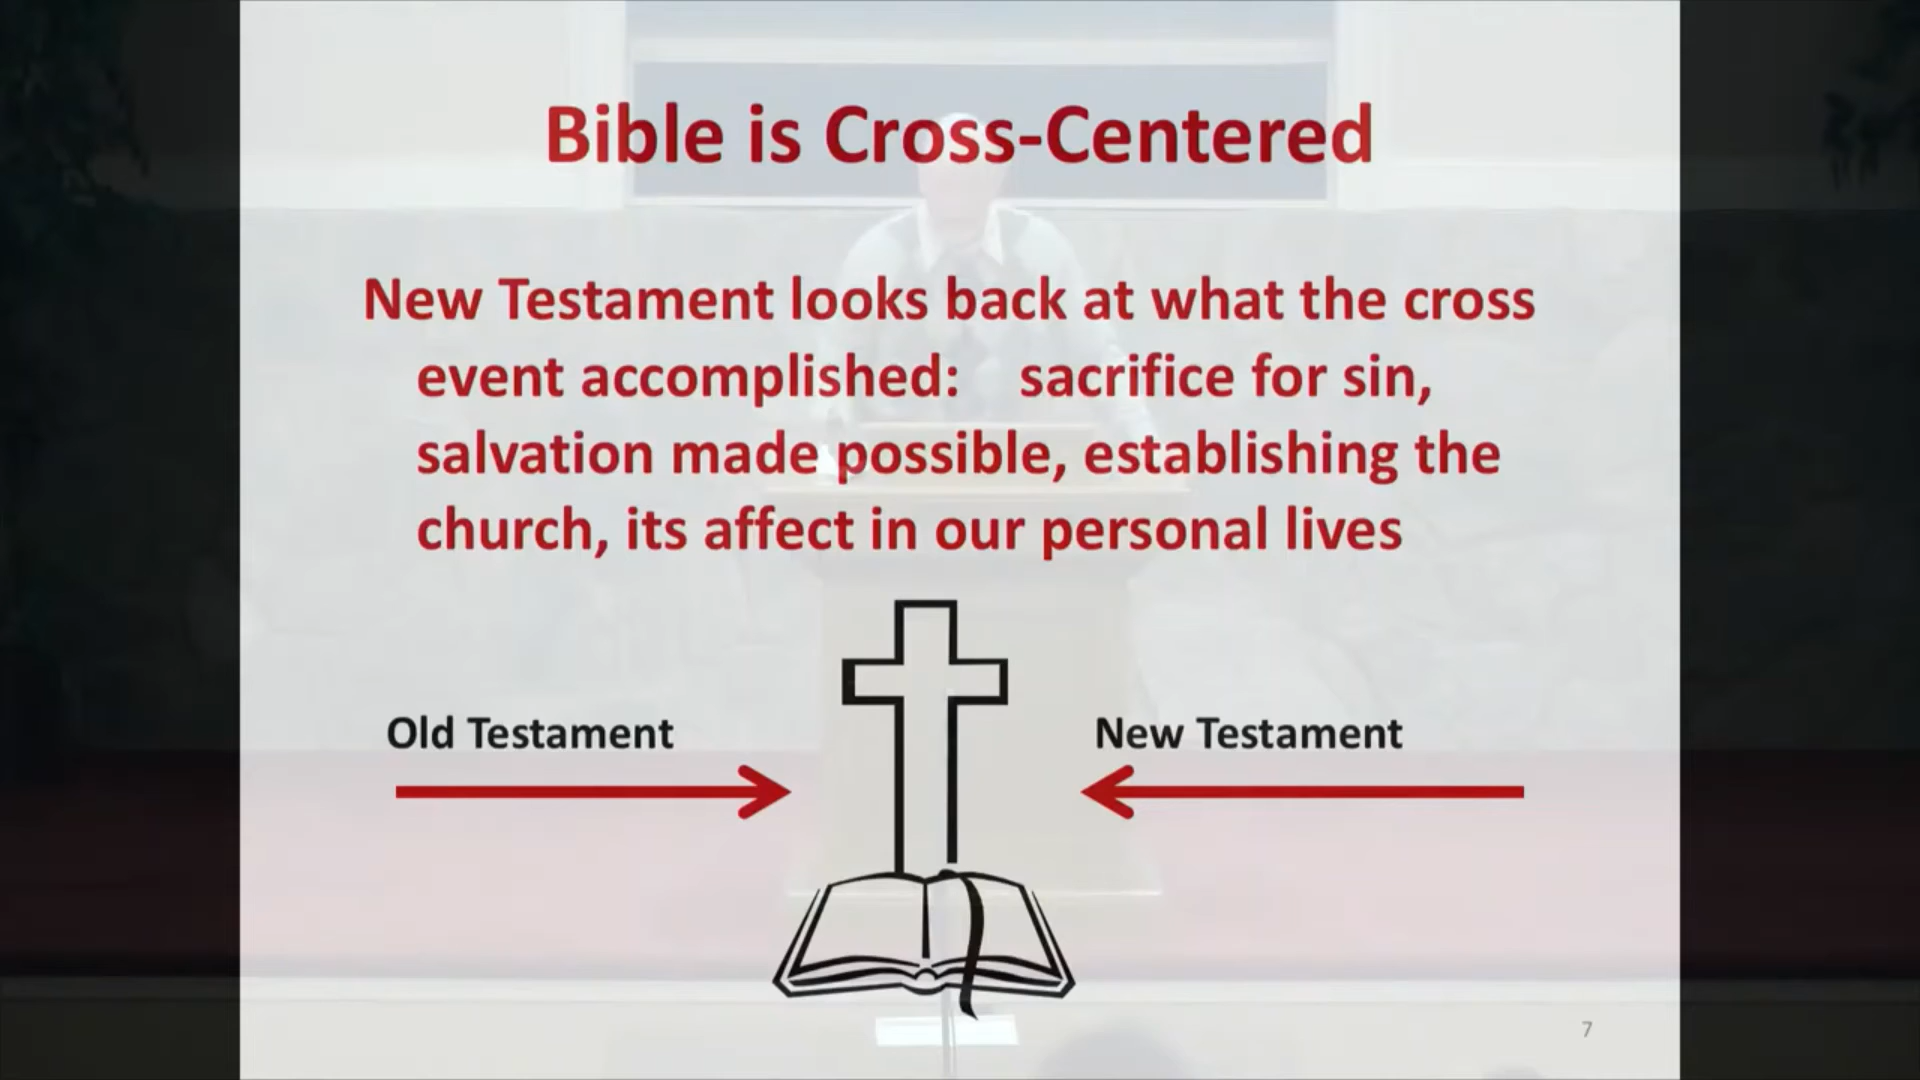 Bible is Cross-Centered
New Testament looks back at what the cross
event accomplished: sacrifice for sin,
salvation made possible, establishing the
church, its affect in our personal lives
Old Testament
New Testament
7